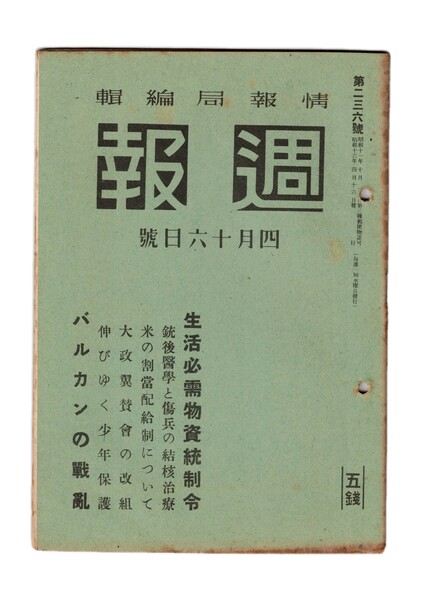 第二三六號
情報局編輯
週報
四月十六日號
生活必需物資統制令
銃後醫學と傷兵の結核治療
米の割當配給制について
大政翼贊會の改組
伸びゆく少年保護
バルカンの戰亂
五錢